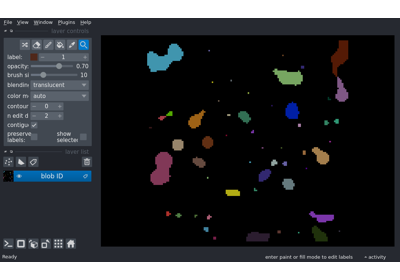 File View Window Plugins Help
layer controls
label: 1
opacity: 0.70
brush si 10
blending translucent
color m auto
contour 0
n edit d 2
contigu
preserve labels: show selected
layer list
blob ID
Ready
enter paint or fill mode to edit labels
activity